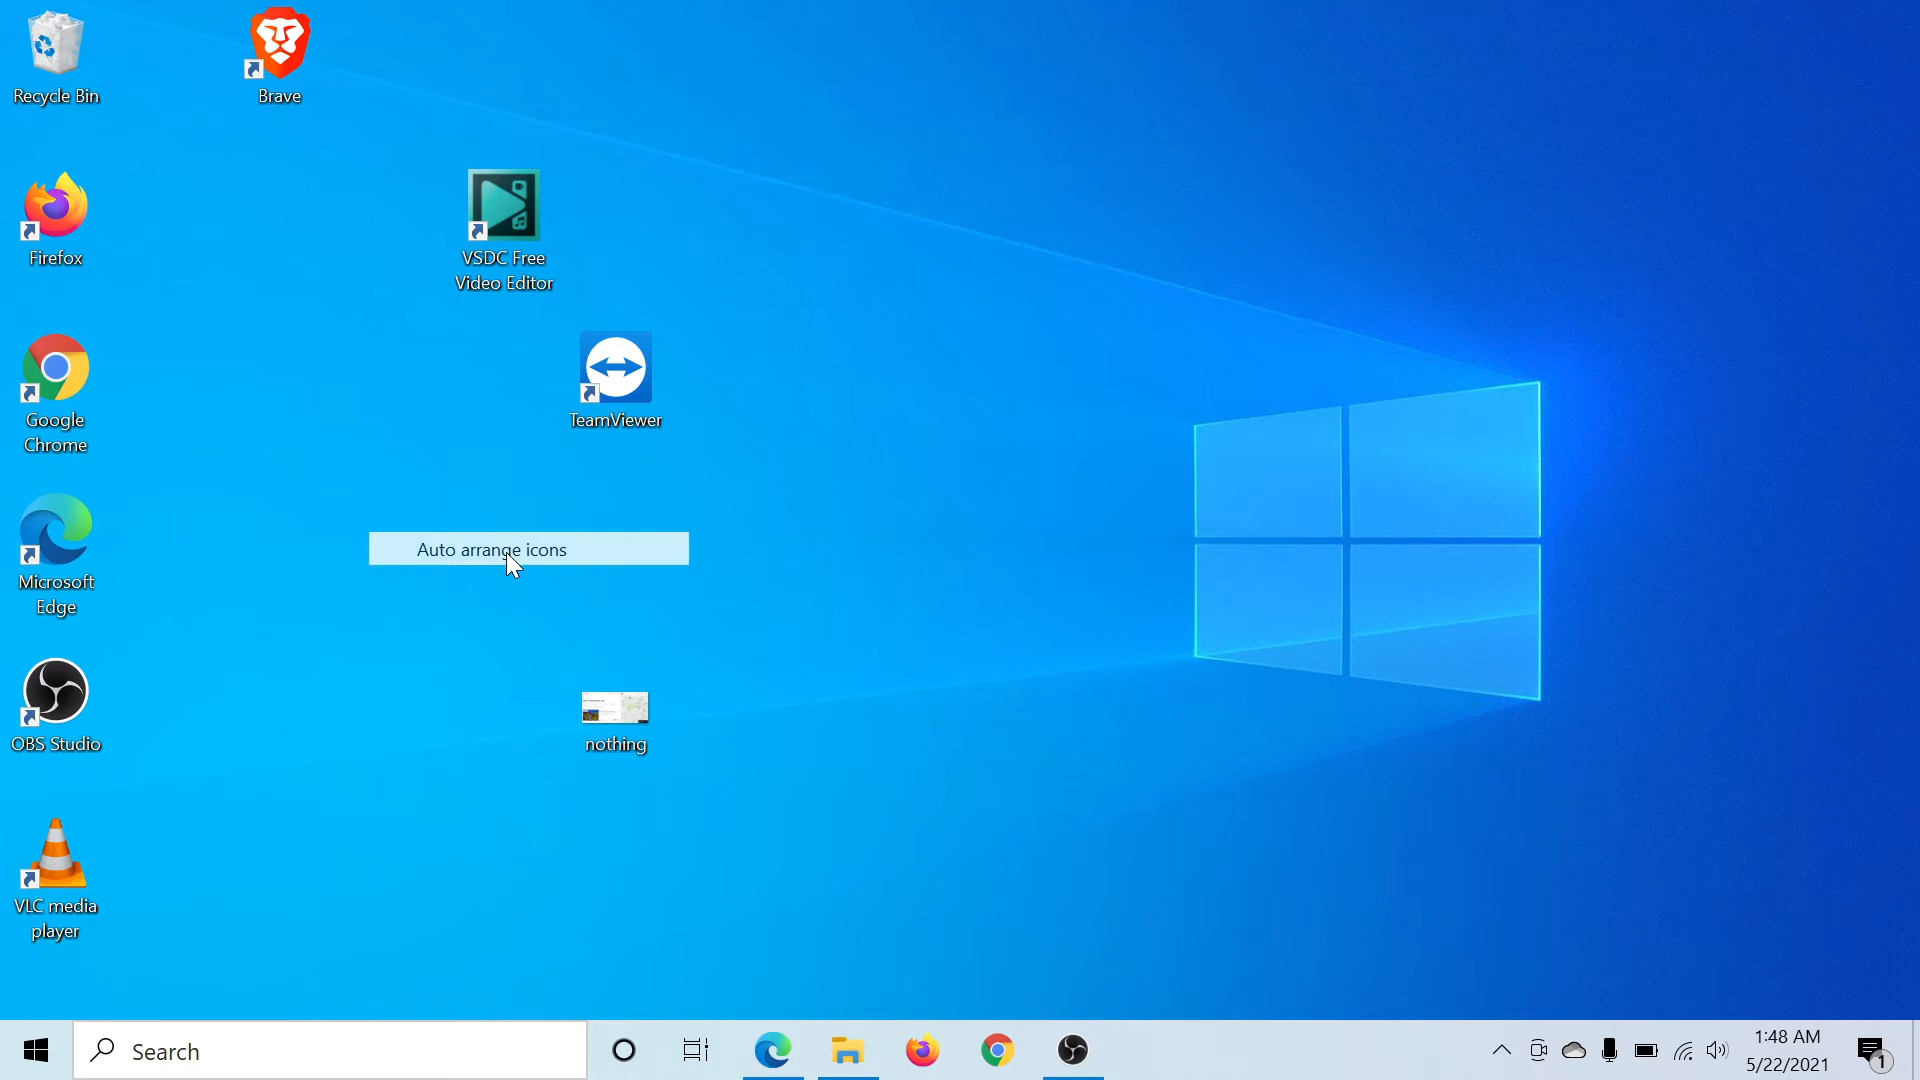 Recycle Bin
Brave
Firefox
VSDC Free
Video Editor
Google
Chrome
TeamViewer
Auto arrange icons
Microsoft
Edge
OBS Studio
nothing
VLC media
player
Search
1:48 AM
5/22/2021
1